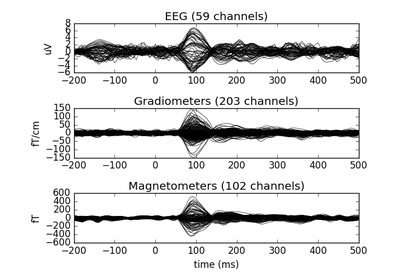 EEG (59 channels)
8
6
4
2
0
−2
−4
−6
uV
−200 −100 0 100 200 300 400 500
Gradiometers (203 channels)
150
100
50
0
−50
−100
−150
fT/cm
−200 −100 0 100 200 300 400 500
Magnetometers (102 channels)
600
400
200
0
−200
−400
−600
fT
−200 −100 0 100 200 300 400 500
time (ms)